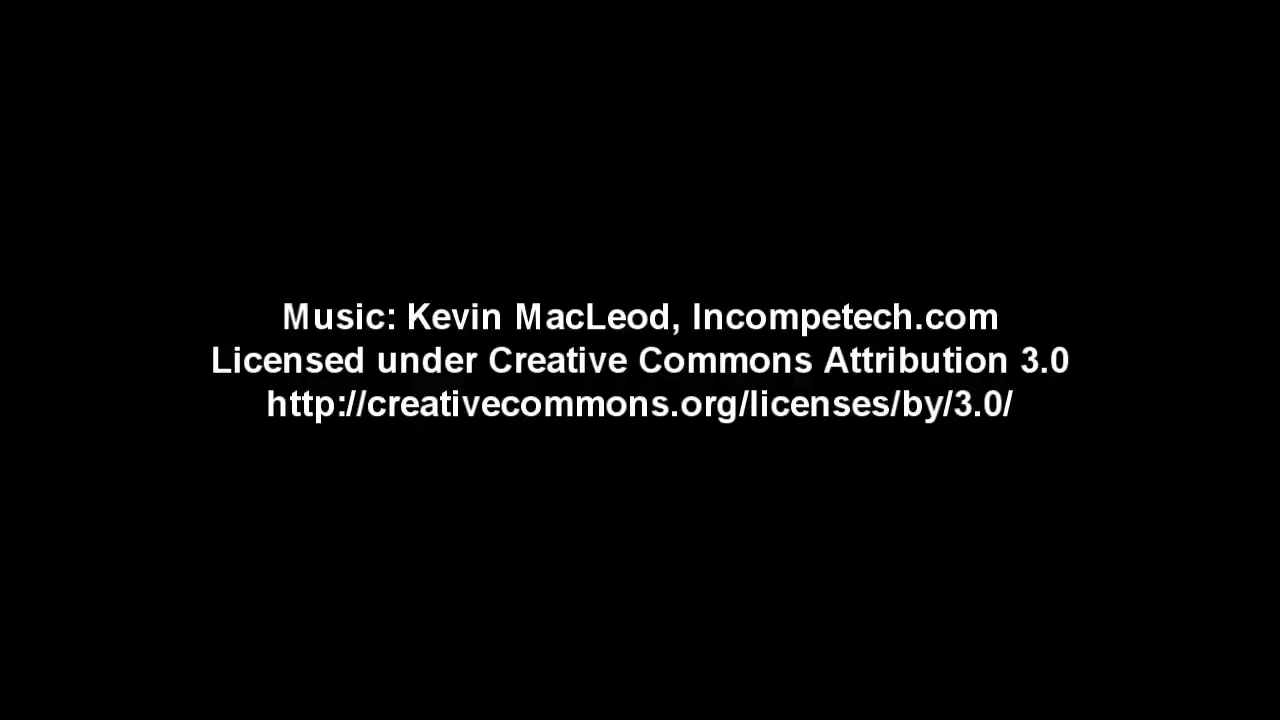 Music: Kevin MacLeod, Incompetech.com
Licensed under Creative Commons Attribution 3.0
http://creativecommons.org/licenses/by/3.0/